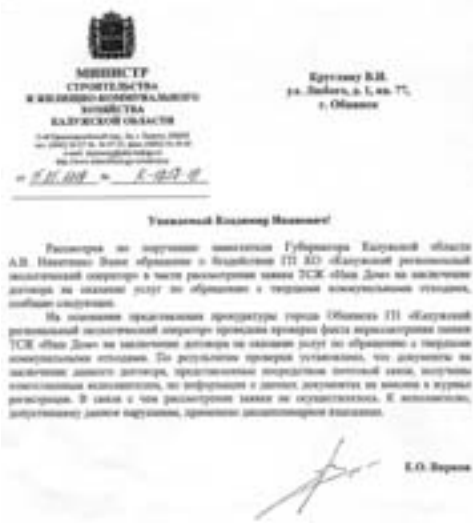 МИНИСТР
СТРОИТЕЛЬСТВА
И ЖИЛИЩНО-КОММУНАЛЬНОГО
ХОЗЯЙСТВА
КАЛУЖСКОЙ ОБЛАСТИ
Круглову В.И.
д. 1, кв. 77,
г. Обнинск
Уважаемый Владимир Иванович!
Рассмотрев по поручению заместителя Губернатора Калужской области
А.В. Никитенко Ваше обращение о бездействии ГП КО «Калужский региональный
экологический оператор» в части рассмотрения заявки ТСЖ «Наш Дом» на заключение
договора на оказание услуг по обращению с твердыми коммунальными отходами,
сообщаю следующее.
На основании представления прокуратуры города Обнинска ГП «Калужский
региональный экологический оператор» проведена проверка факта нерассмотрения заявки
ТСЖ «Наш Дом» на заключение договора на оказание услуг по обращению с твердыми
коммунальными отходами. По результатам проверки установлено, что документы на
заключение данного договора, представленные посредством почтовой связи, получены
ответственным исполнителем, но информация о данных документах не внесена в журнал
регистрации. В связи с чем рассмотрение заявки не осуществлялось. К исполнителю,
допустившему данное нарушение, применено дисциплинарное взыскание.
Е.О. Вирков